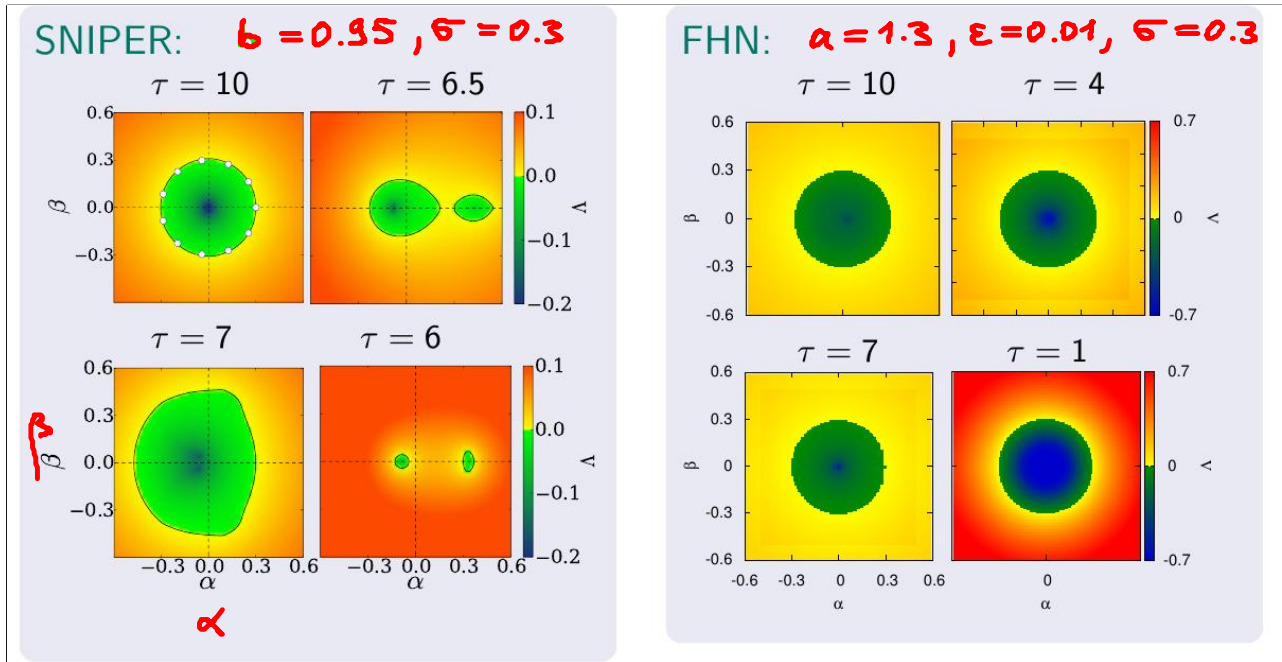 SNIPER: b = 0.95, σ = 0.3
τ = 10 τ = 6.5
0.6
0.3
0.0
−0.3
β
0.1
0.0
−0.1
−0.2
Λ
τ = 7 τ = 6
0.6
0.3
0.0
−0.3
β
β
−0.3 0.0 0.3 0.6
α
−0.3 0.0 0.3 0.6
α
0.1
0.0
−0.1
−0.2
Λ
α
FHN: a = 1.3, ε = 0.01, σ = 0.3
τ = 10 τ = 4
0.6
0.3
0
-0.3
-0.6
β
0.7
0
-0.7
Λ
τ = 7 τ = 1
0.6
0.3
0
-0.3
-0.6
β
-0.6 -0.3 0 0.3 0.6
α
0
α
0.7
0
-0.7
Λ